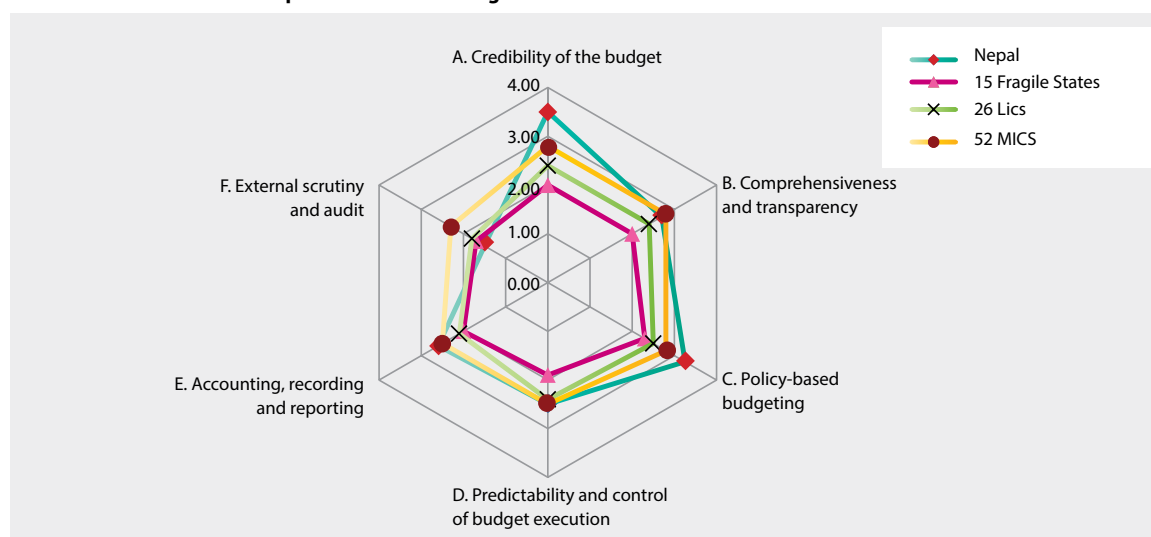 A. Credibility of the budget
4.00
3.00
2.00
1.00
0.00
B. Comprehensiveness
and transparency
C. Policy-based
budgeting
D. Predictability and control
of budget execution
E. Accounting, recording
and reporting
F. External scrutiny
and audit
Nepal
15 Fragile States
26 Lics
52 MICS